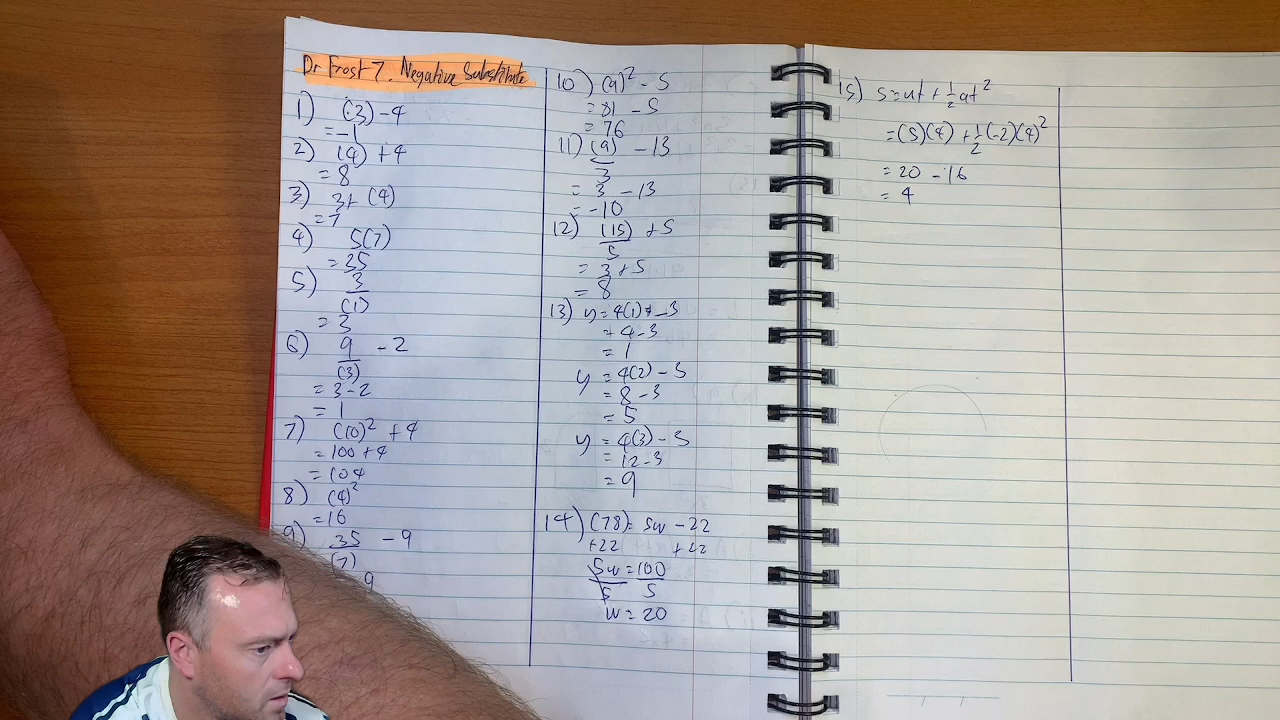 Dr Frost 7. Negative Substitute
1) (3) - 4
= -1
2) (4) + 4
= 8
3) 3 + (4)
= 7
4) 5(7)
= 25
5) 3
(1)
= 3
6) 9 - 2
(3)
= 3 - 2
= 1
7) (10)² + 4
= 100 + 4
= 104
8) (4)²
= 16
9) 35 - 9
(7)
9
10) (9)² - 5
= 81 - 5
= 76
11) (9) - 13
3
= 3 - 13
= -10
12) (15) + 5
5
= 3 + 5
= 8
13) y = 4(1) - 3
= 4 - 3
= 1
y = 4(2) - 3
= 8 - 3
= 5
y = 4(3) - 3
= 12 - 3
= 9
14) (78) = 5w - 22
+22 +22
5w = 100
5 5
w = 20
15) s = ut + ½at²
= (5)(4) + ½(-2)(4)²
= 20 - 16
= 4